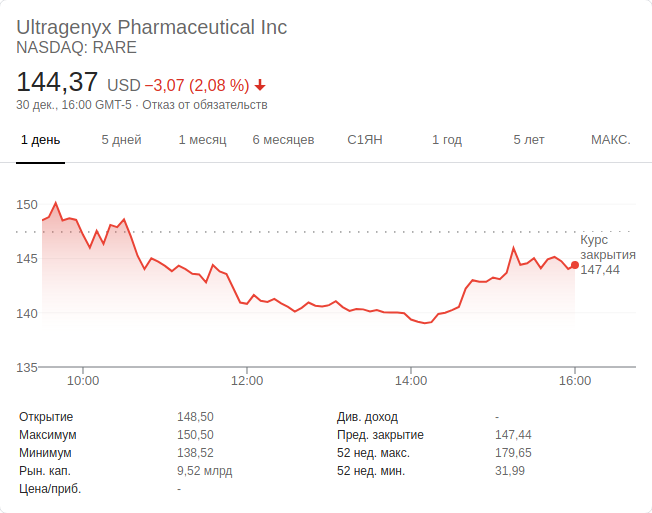 Ultragenyx Pharmaceutical Inc
NASDAQ: RARE
144,37 USD −3,07 (2,08 %)
30 дек., 16:00 GMT-5 · Отказ от обязательств
1 день 5 дней 1 месяц 6 месяцев С1ЯН 1 год 5 лет МАКС.
150
145
140
135
Курс
закрытия
147,44
10:00 12:00 14:00 16:00
Открытие 148,50 Див. доход -
Максимум 150,50 Пред. закрытие 147,44
Минимум 138,52 52 нед. макс. 179,65
Рын. кап. 9,52 млрд 52 нед. мин. 31,99
Цена/приб. -